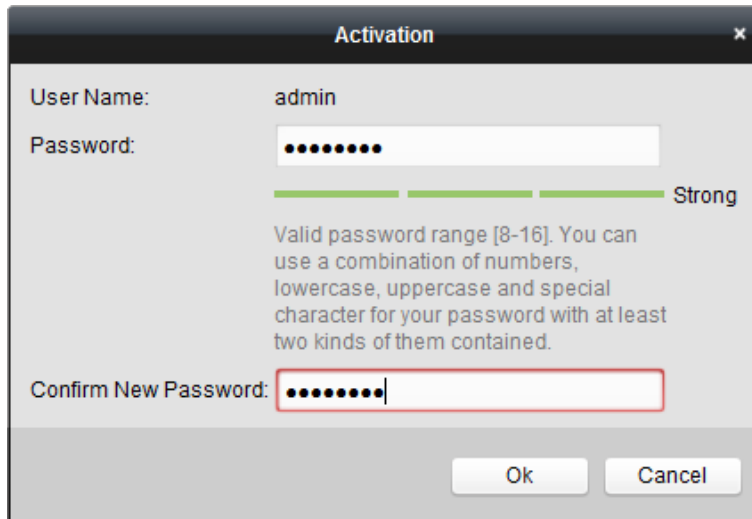 Activation ×
User Name: admin
Password: ●●●●●●●●
Strong
Valid password range [8-16]. You can
use a combination of numbers,
lowercase, uppercase and special
character for your password with at least
two kinds of them contained.
Confirm New Password: ●●●●●●●●
Ok Cancel